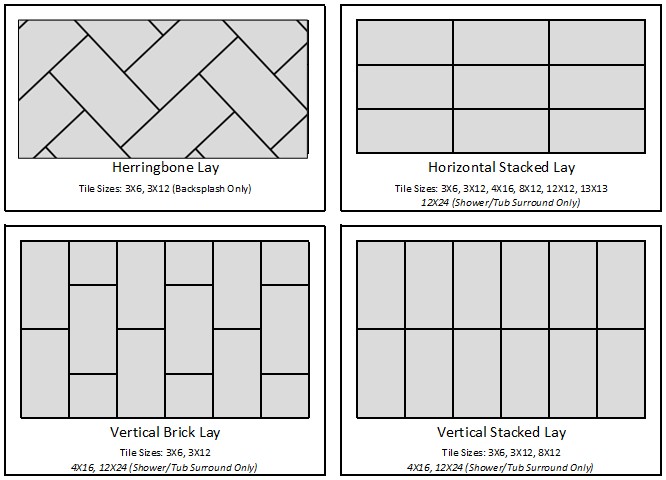 Herringbone Lay
Tile Sizes: 3X6, 3X12 (Backsplash Only)
Horizontal Stacked Lay
Tile Sizes: 3X6, 3X12, 4X16, 8X12, 12X12, 13X13
12X24 (Shower/Tub Surround Only)
Vertical Brick Lay
Tile Sizes: 3X6, 3X12
4X16, 12X24 (Shower/Tub Surround Only)
Vertical Stacked Lay
Tile Sizes: 3X6, 3X12, 8X12
4X16, 12X24 (Shower/Tub Surround Only)